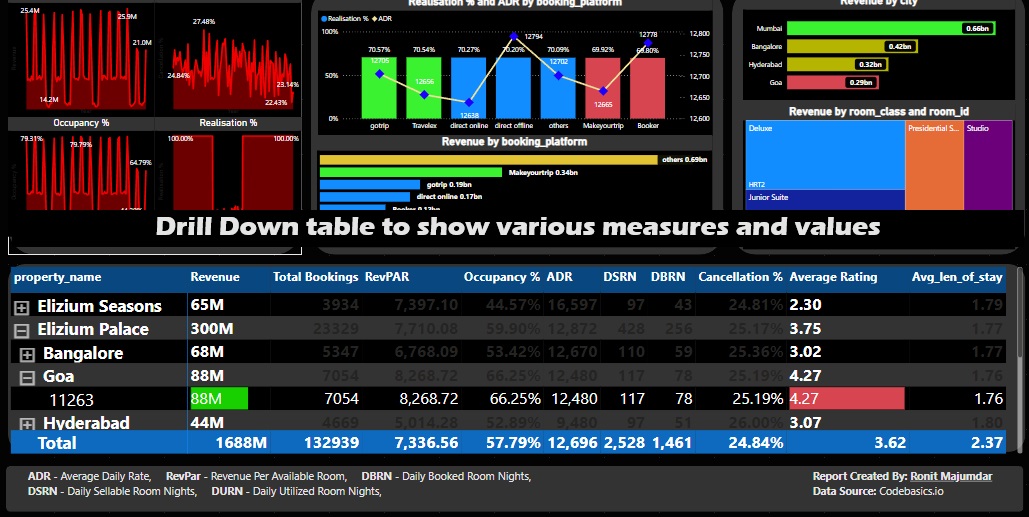 Realisation % and ADR by booking_platform
Revenue by city
25.4M
25.9M
21.0M
14.2M
27.48%
24.84%
23.14%
22.43%
Realisation % ADR
100%
50%
0%
70.57% 70.54% 70.27% 70.20% 70.09% 69.92% 69.80%
12705 12656 12638 12794 12702 12665 12778
12,800
12,750
12,700
12,650
12,600
gotrip Travelex direct online direct offline others Makeyourtrip Booker
Mumbai 0.66bn
Bangalore 0.42bn
Hyderabad 0.32bn
Goa 0.29bn
Occupancy % Realisation %
79.31%
79.79%
64.79%
100.00% 100.00%
Revenue by booking_platform
others 0.69bn
Makeyourtrip 0.34bn
gotrip 0.19bn
direct online 0.17bn
Revenue by room_class and room_id
Deluxe Presidential S... Studio
HRT2
Junior Suite
Drill Down table to show various measures and values
property_name Revenue Total Bookings RevPAR Occupancy % ADR DSRN DBRN Cancellation % Average Rating Avg_len_of_stay
Elizium Seasons 65M 3934 7,397.10 44.57% 16,597 97 43 24.81% 2.30 1.79
Elizium Palace 300M 23329 7,710.08 59.90% 12,872 428 256 25.17% 3.75 1.77
Bangalore 68M 5347 6,768.09 53.42% 12,670 110 59 25.36% 3.02 1.77
Goa 88M 7054 8,268.72 66.25% 12,480 117 78 25.19% 4.27 1.76
11263 88M 7054 8,268.72 66.25% 12,480 117 78 25.19% 4.27 1.76
Hyderabad 44M 4669 5,014.28 52.89% 9,480 97 51 26.00% 3.07 1.80
Total 1688M 132939 7,336.56 57.79% 12,696 2,528 1,461 24.84% 3.62 2.37
ADR - Average Daily Rate, RevPar - Revenue Per Available Room, DBRN - Daily Booked Room Nights,
DSRN - Daily Sellable Room Nights, DURN - Daily Utilized Room Nights,
Report Created By: Ronit Majumdar
Data Source: Codebasics.io